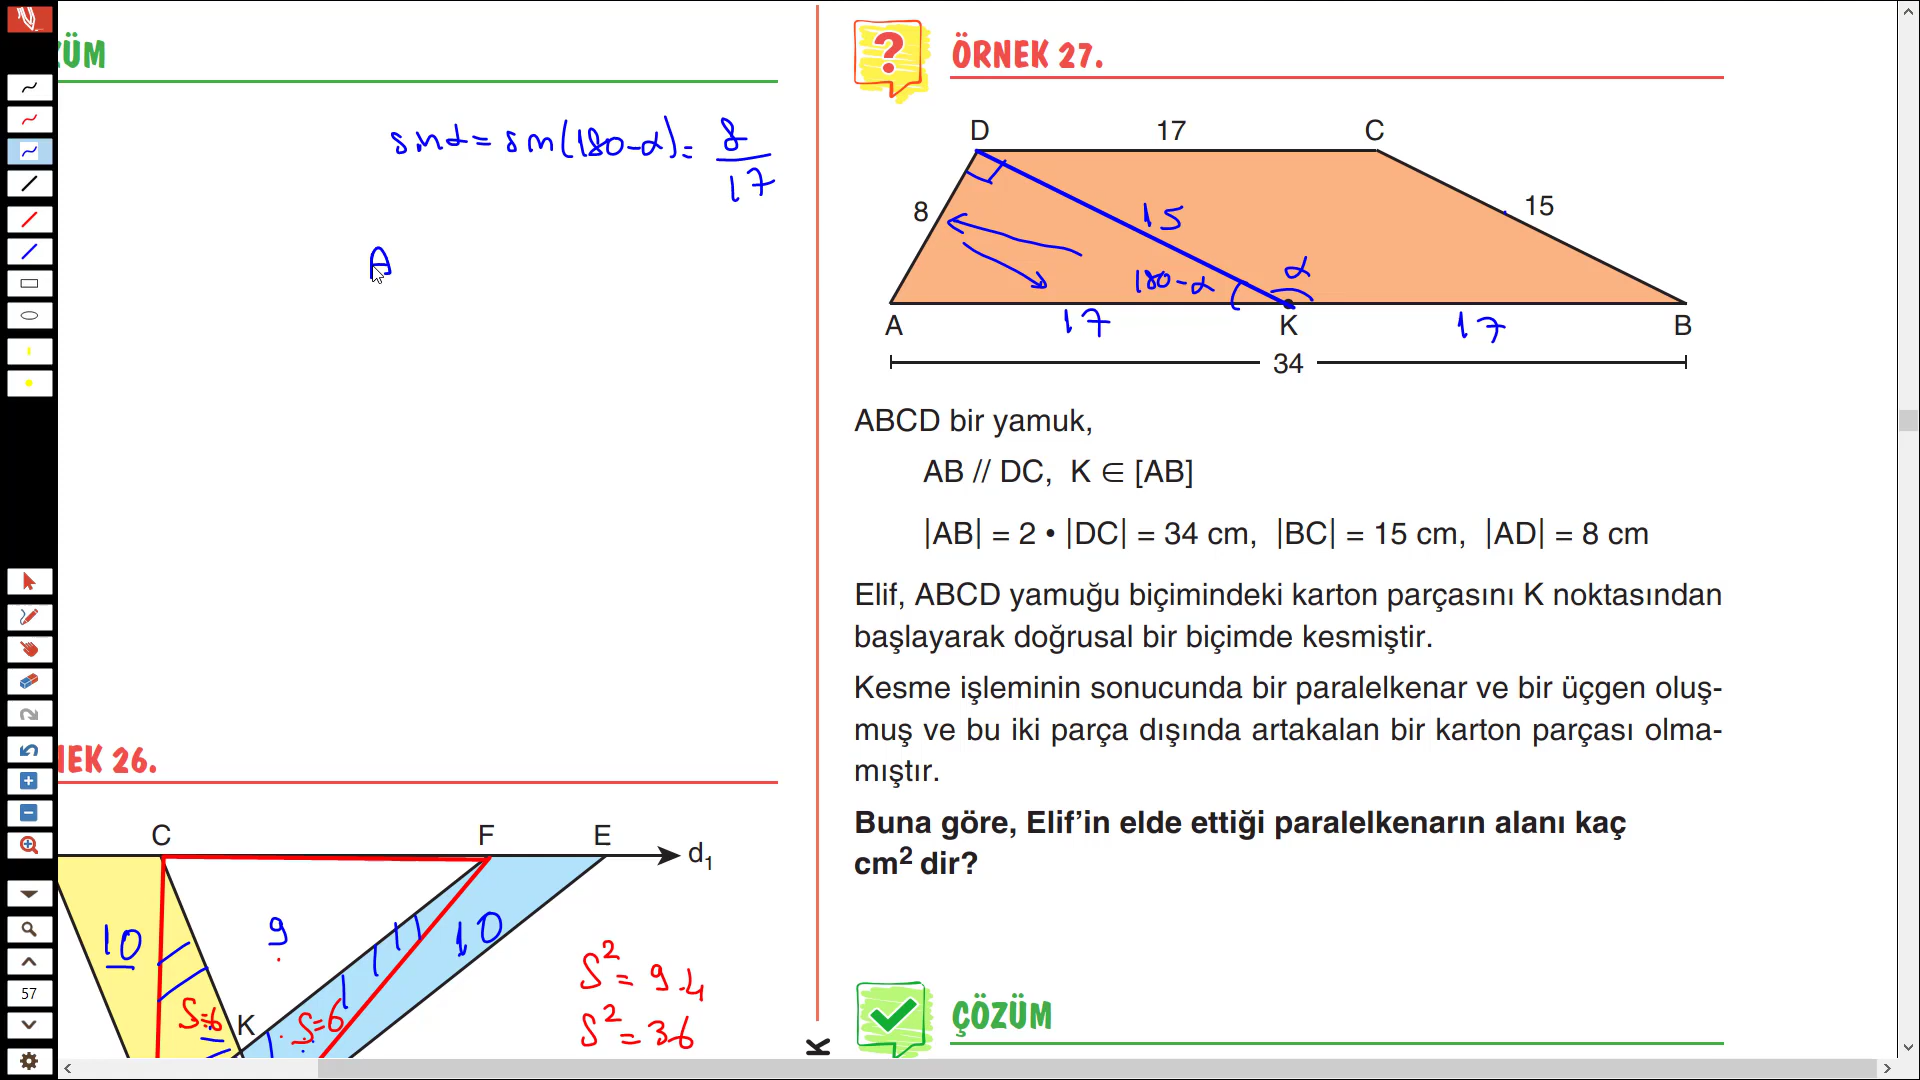 ZÜM
sinα = sin(180-α) = 8/17
A
NEK 26.
C
F
E
d1
10
9
10
S=6
K
S=6
S² = 9.4
S² = 36
K
57
ÖRNEK 27.
D
17
C
8
15
15
180-α
α
A
17
K
17
B
34
ABCD bir yamuk,
AB // DC, K ∈ [AB]
|AB| = 2 • |DC| = 34 cm, |BC| = 15 cm, |AD| = 8 cm
Elif, ABCD yamuğu biçimindeki karton parçasını K noktasından
başlayarak doğrusal bir biçimde kesmiştir.
Kesme işleminin sonucunda bir paralelkenar ve bir üçgen oluş-
muş ve bu iki parça dışında artakalan bir karton parçası olma-
mıştır.
Buna göre, Elif’in elde ettiği paralelkenarın alanı kaç
cm² dir?
ÇÖZÜM